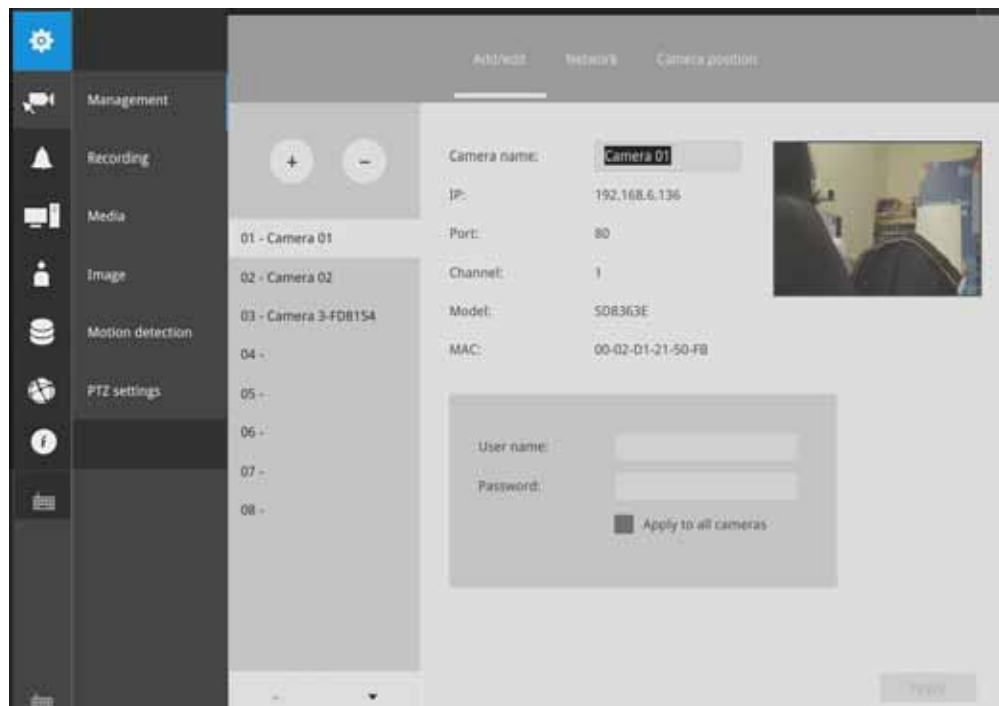 Add/edit Network Camera position
Management
Recording
Media
Image
Motion detection
PTZ settings
+ -
01 - Camera 01
02 - Camera 02
03 - Camera 3-FD8154
04 -
05 -
06 -
07 -
08 -
Camera name: Camera 01
IP: 192.168.6.136
Port: 80
Channel: 1
Model: SD8363E
MAC: 00-02-D1-21-50-FB
User name:
Password:
Apply to all cameras
Apply